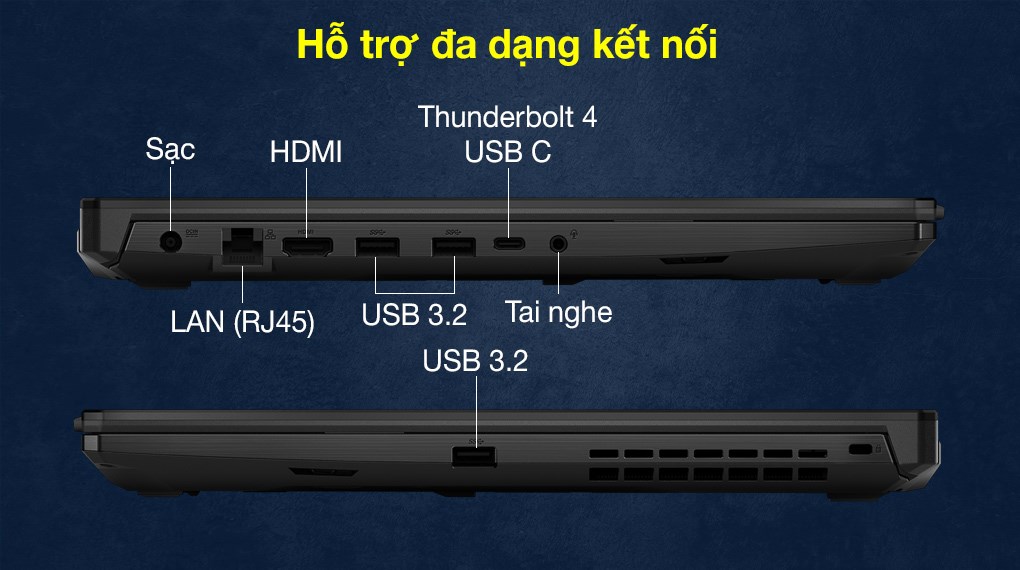 Hỗ trợ đa dạng kết nối
Thunderbolt 4
USB C
Sạc
HDMI
LAN (RJ45)
USB 3.2
Tai nghe
USB 3.2